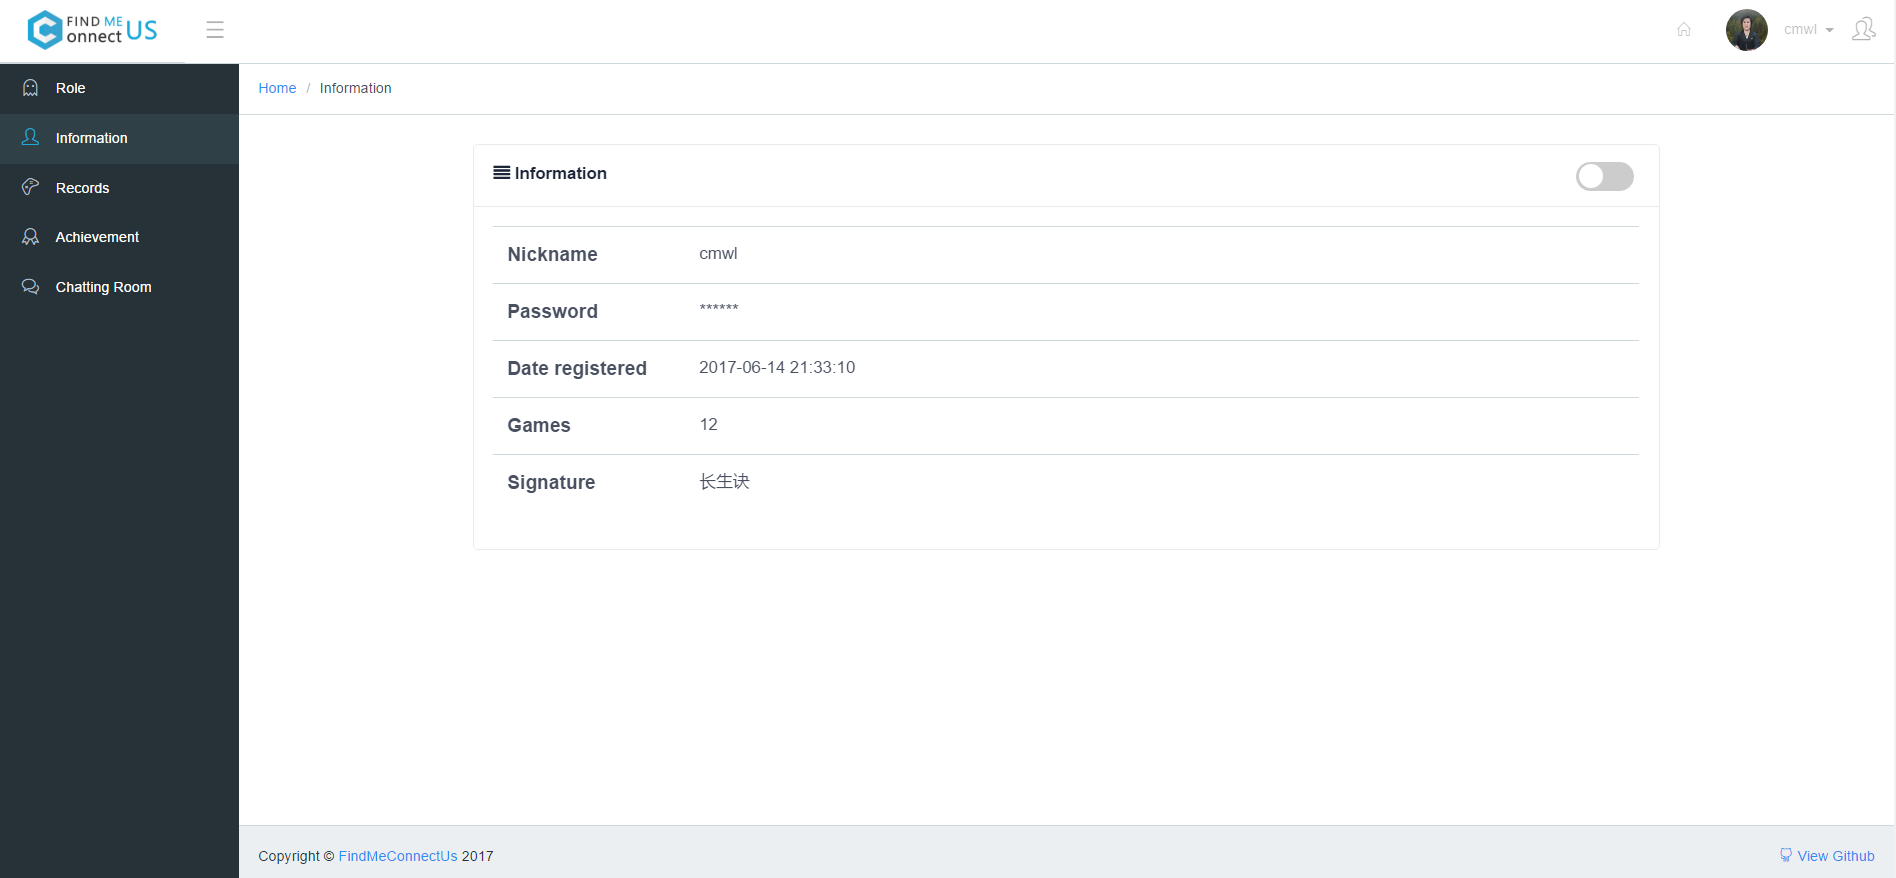 FIND ME
onnect US
cmwl
Role
Information
Records
Achievement
Chatting Room
Home / Information
Information
Nickname cmwl
Password ******
Date registered 2017-06-14 21:33:10
Games 12
Signature 长生诀
Copyright © FindMeConnectUs 2017
View Github